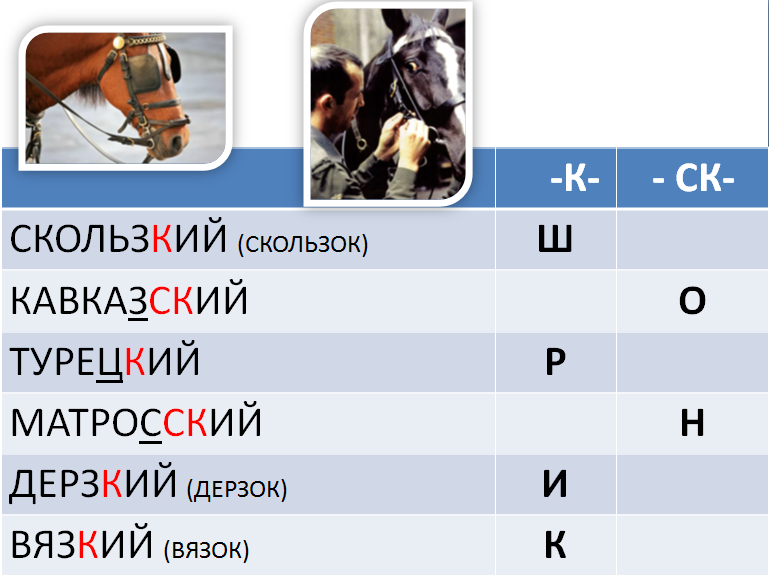 -К- - СК-
СКОЛЬЗКИЙ (СКОЛЬЗОК) Ш
КАВКАЗСКИЙ О
ТУРЕЦКИЙ Р
МАТРОССКИЙ Н
ДЕРЗКИЙ (ДЕРЗОК) И
ВЯЗКИЙ (ВЯЗОК) К